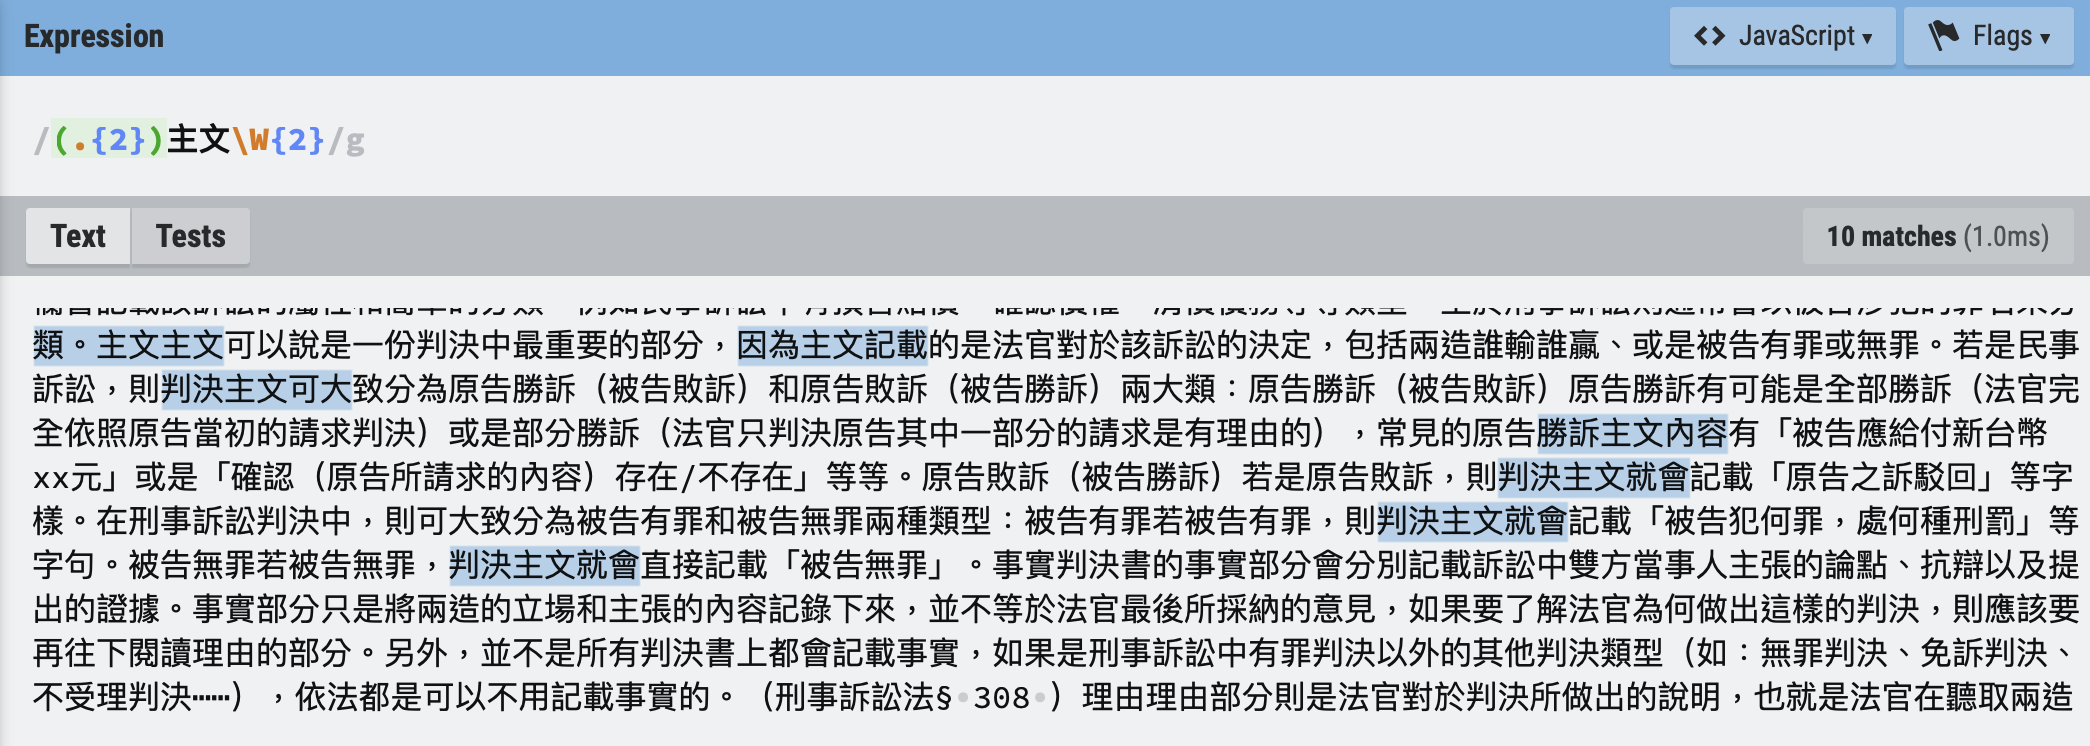 Expression
JavaScript
Flags
/(.{2})主文\W{2}/g
Text
Tests
10 matches (1.0ms)
類。主文主文可以說是一份判決中最重要的部分，因為主文記載的是法官對於該訴訟的決定，包括兩造誰輸誰贏、或是被告有罪或無罪。若是民事
訴訟，則判決主文可大致分為原告勝訴（被告敗訴）和原告敗訴（被告勝訴）兩大類：原告勝訴（被告敗訴）原告勝訴有可能是全部勝訴（法官完
全依照原告當初的請求判決）或是部分勝訴（法官只判決原告其中一部分的請求是有理由的），常見的原告勝訴主文內容有「被告應給付新台幣
xx元」或是「確認（原告所請求的內容）存在/不存在」等等。原告敗訴（被告勝訴）若是原告敗訴，則判決主文就會記載「原告之訴駁回」等字
樣。在刑事訴訟判決中，則可大致分為被告有罪和被告無罪兩種類型：被告有罪若被告有罪，則判決主文就會記載「被告犯何罪，處何種刑罰」等
字句。被告無罪若被告無罪，判決主文就會直接記載「被告無罪」。事實判決書的事實部分會分別記載訴訟中雙方當事人主張的論點、抗辯以及提
出的證據。事實部分只是將兩造的立場和主張的內容記錄下來，並不等於法官最後所採納的意見，如果要了解法官為何做出這樣的判決，則應該要
再往下閱讀理由的部分。另外，並不是所有判決書上都會記載事實，如果是刑事訴訟中有罪判決以外的其他判決類型（如：無罪判決、免訴判決、
不受理判決……），依法都是可以不用記載事實的。（刑事訴訟法§ 308 ）理由理由部分則是法官對於判決所做出的說明，也就是法官在聽取兩造